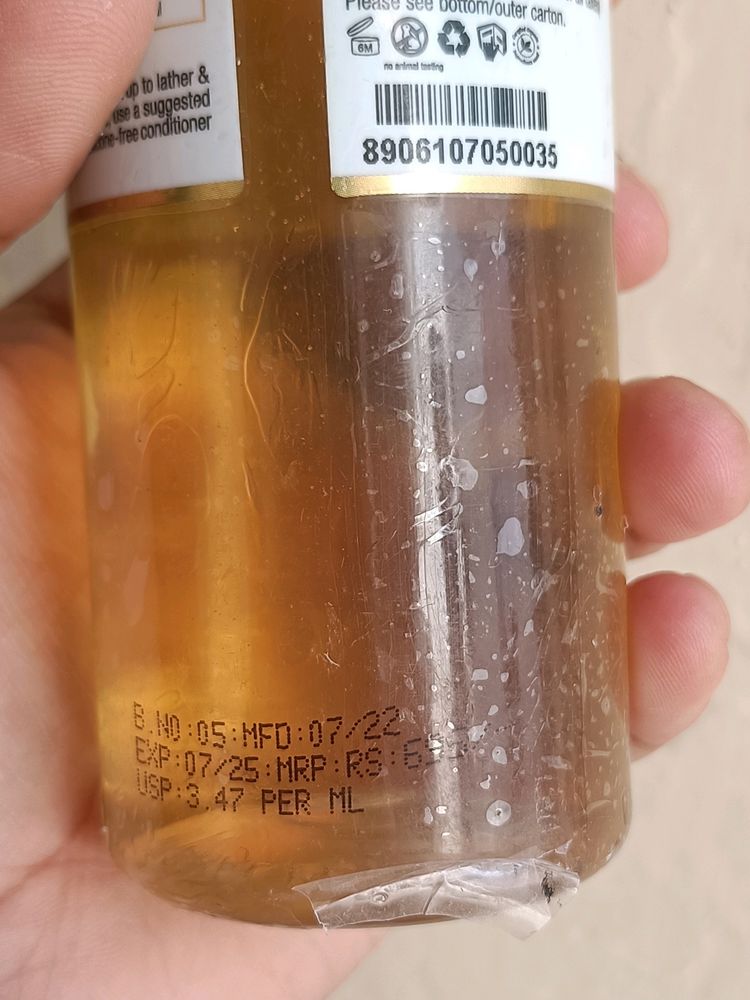 Please see bottom/outer carton.
6M
no animal testing
8906107050035
up to lather &
use a suggested
-free conditioner
B.NO:05:MFD:07/22
EXP:07/25:MRP:RS:
USP:3.47 PER ML